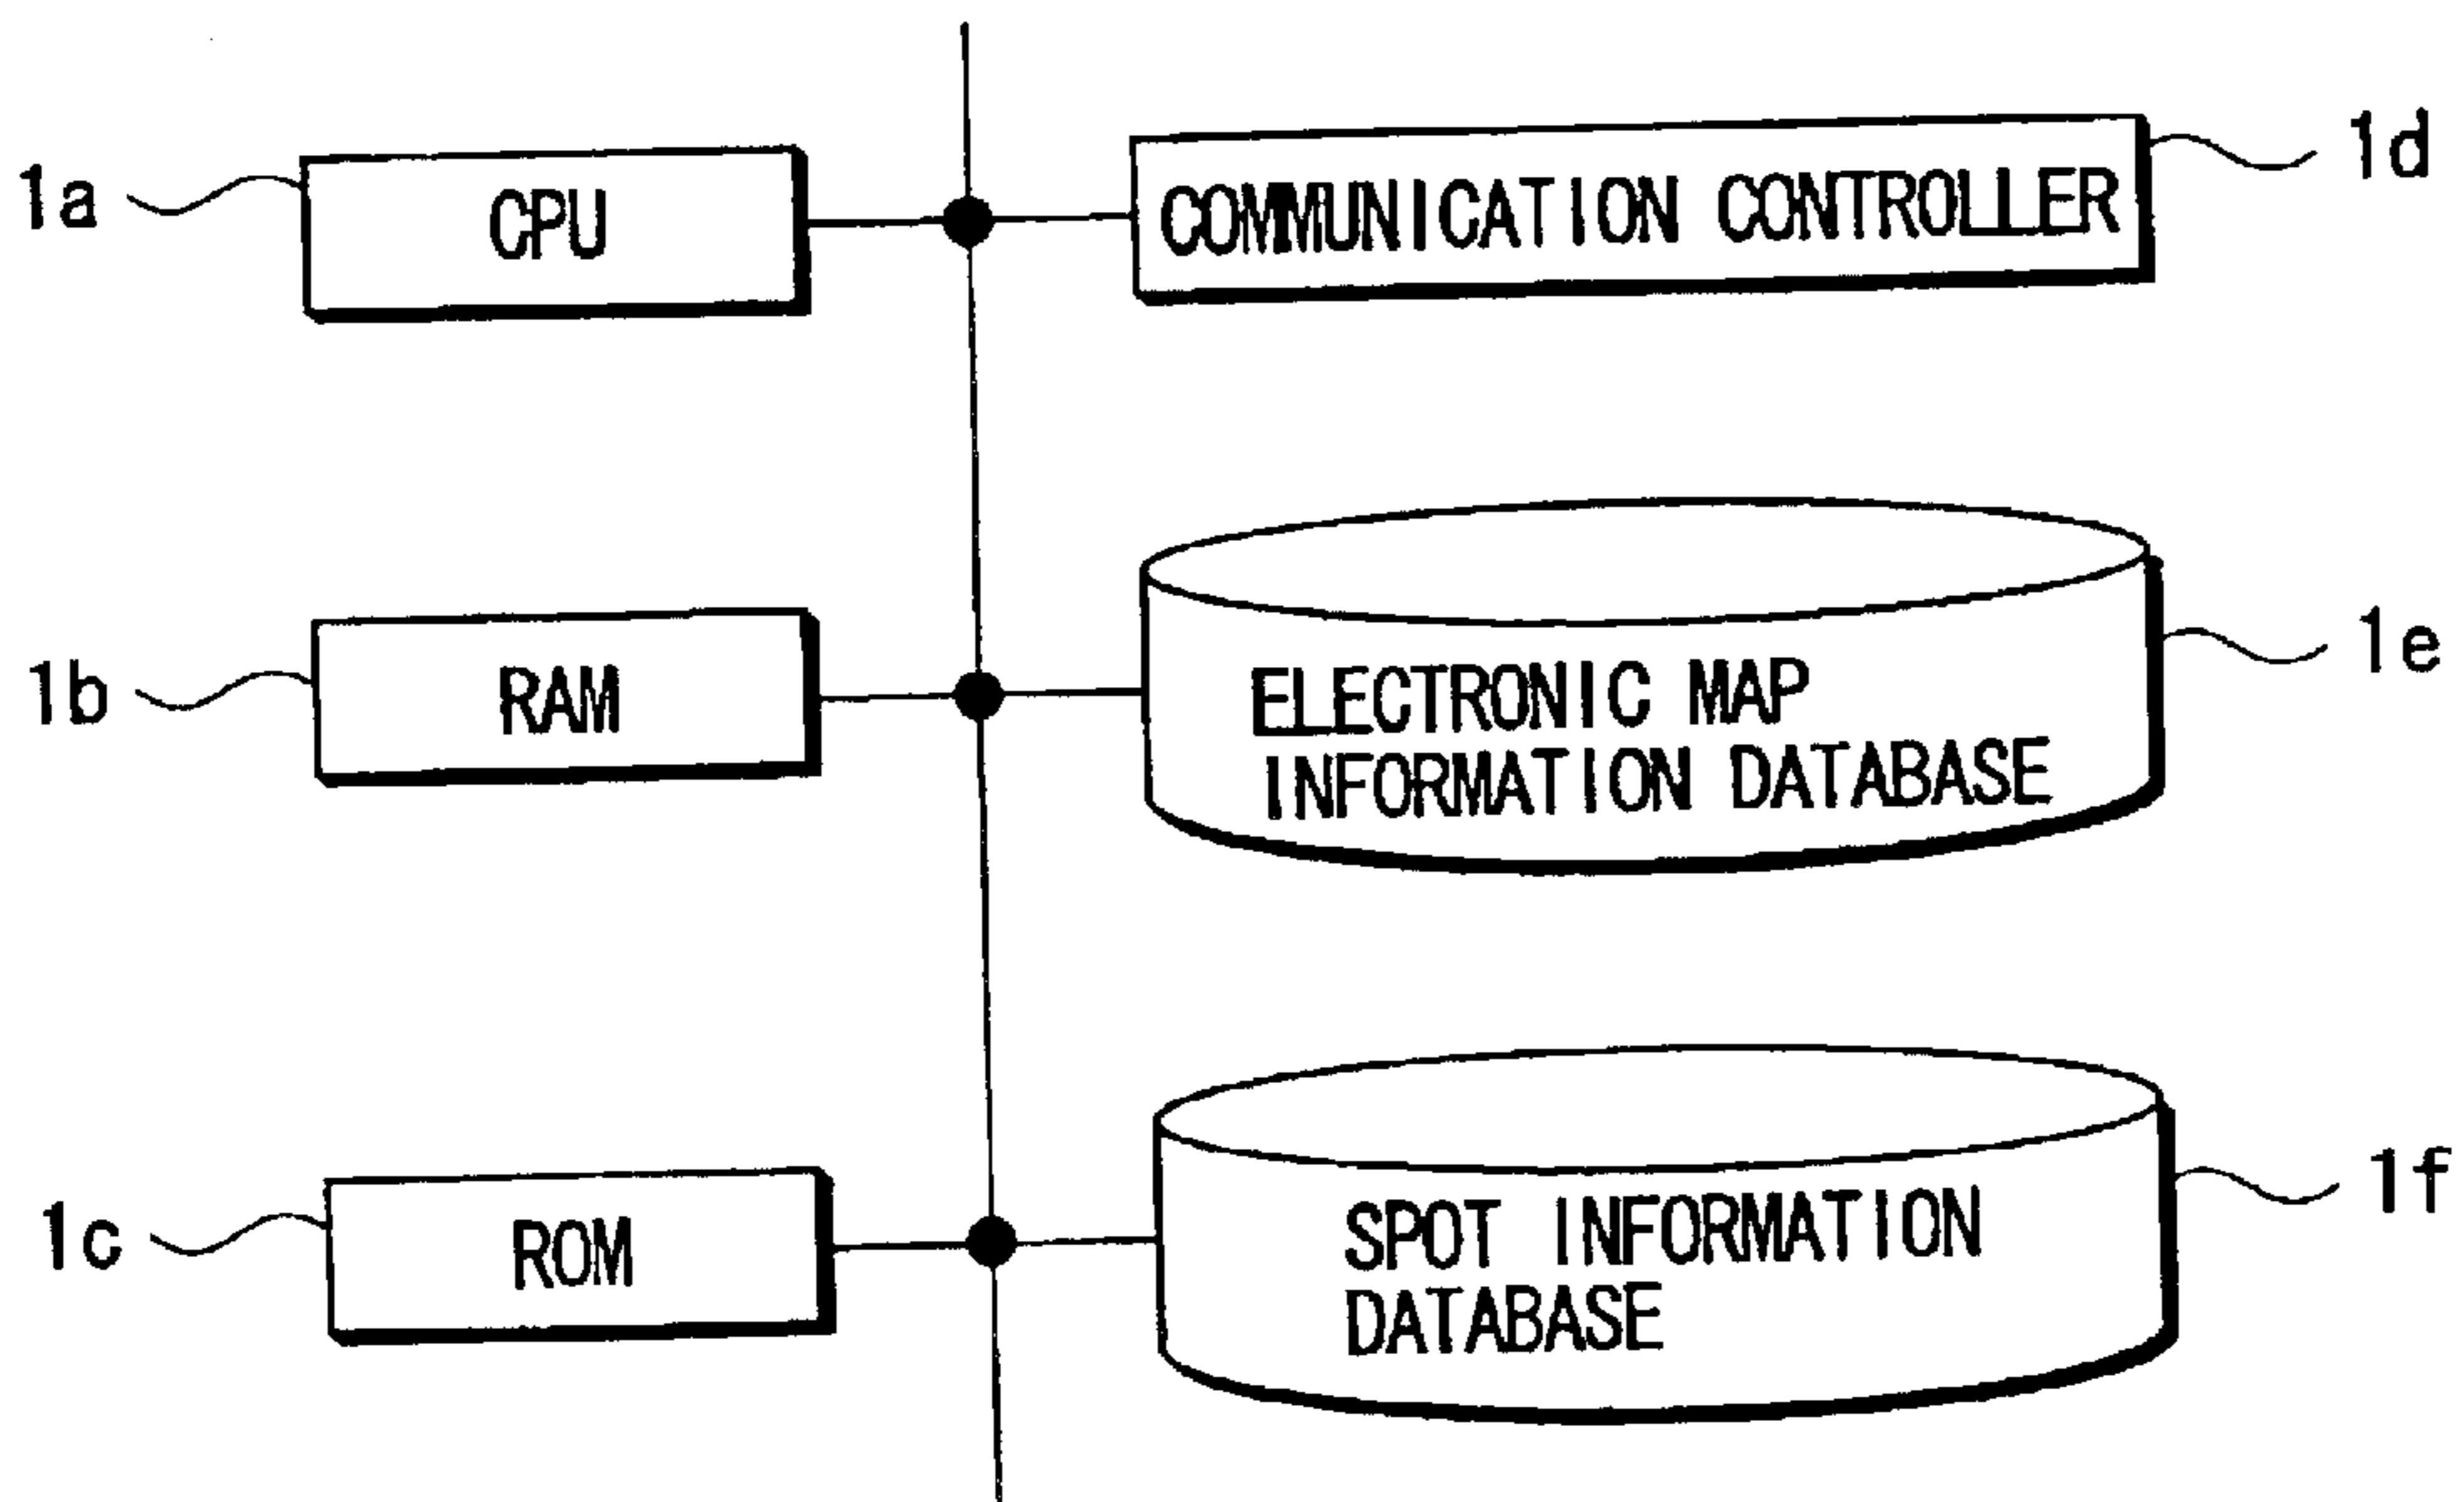 1a
CPU
COMMUNICATION CONTROLLER
1d
1b
RAM
ELECTRONIC MAP
INFORMATION DATABASE
1e
1c
ROM
SPOT INFORMATION
DATABASE
1f